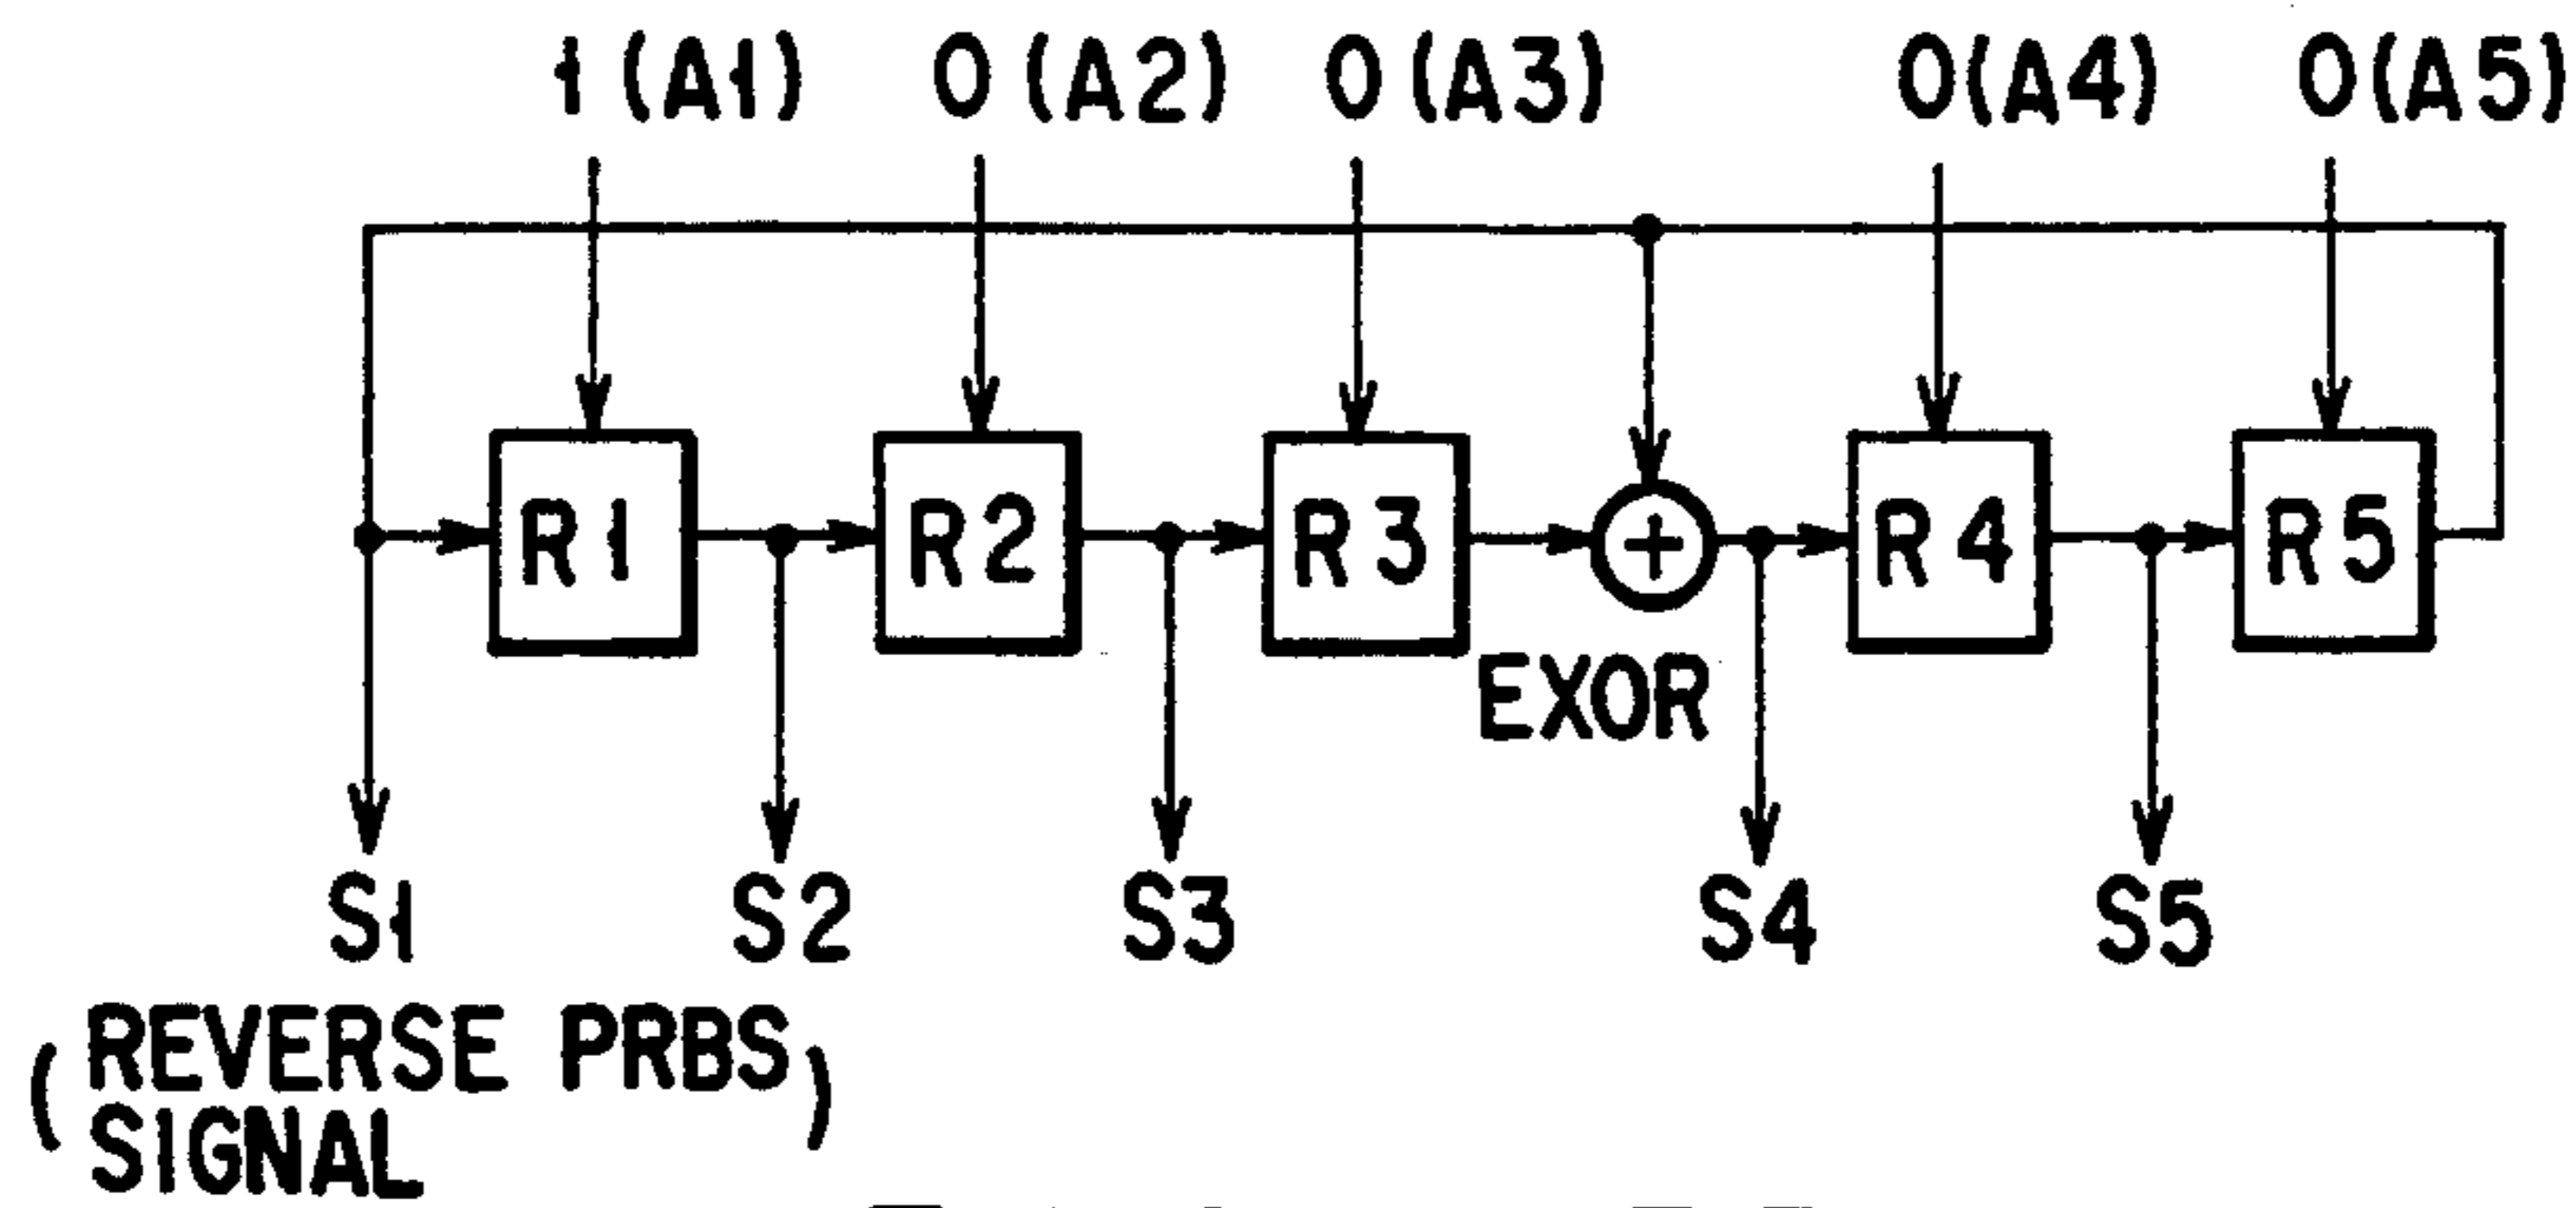 1 (A1) 0 (A2) 0 (A3) 0(A4) 0(A5)
R1 R2 R3 + R4 R5
EXOR
S1 S2 S3 S4 S5
(REVERSE PRBS
SIGNAL)